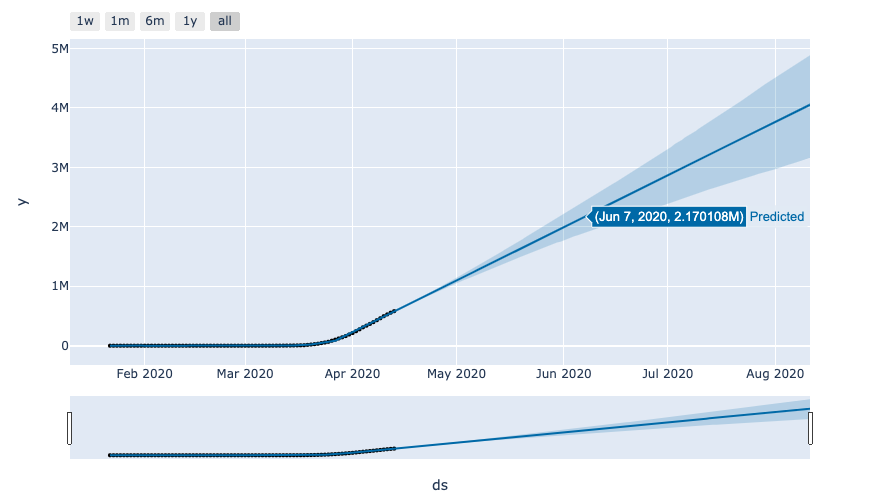 1w 1m 6m 1y all
5M
4M
3M
2M
1M
0
y
(Jun 7, 2020, 2.170108M) Predicted
Feb 2020 Mar 2020 Apr 2020 May 2020 Jun 2020 Jul 2020 Aug 2020
ds